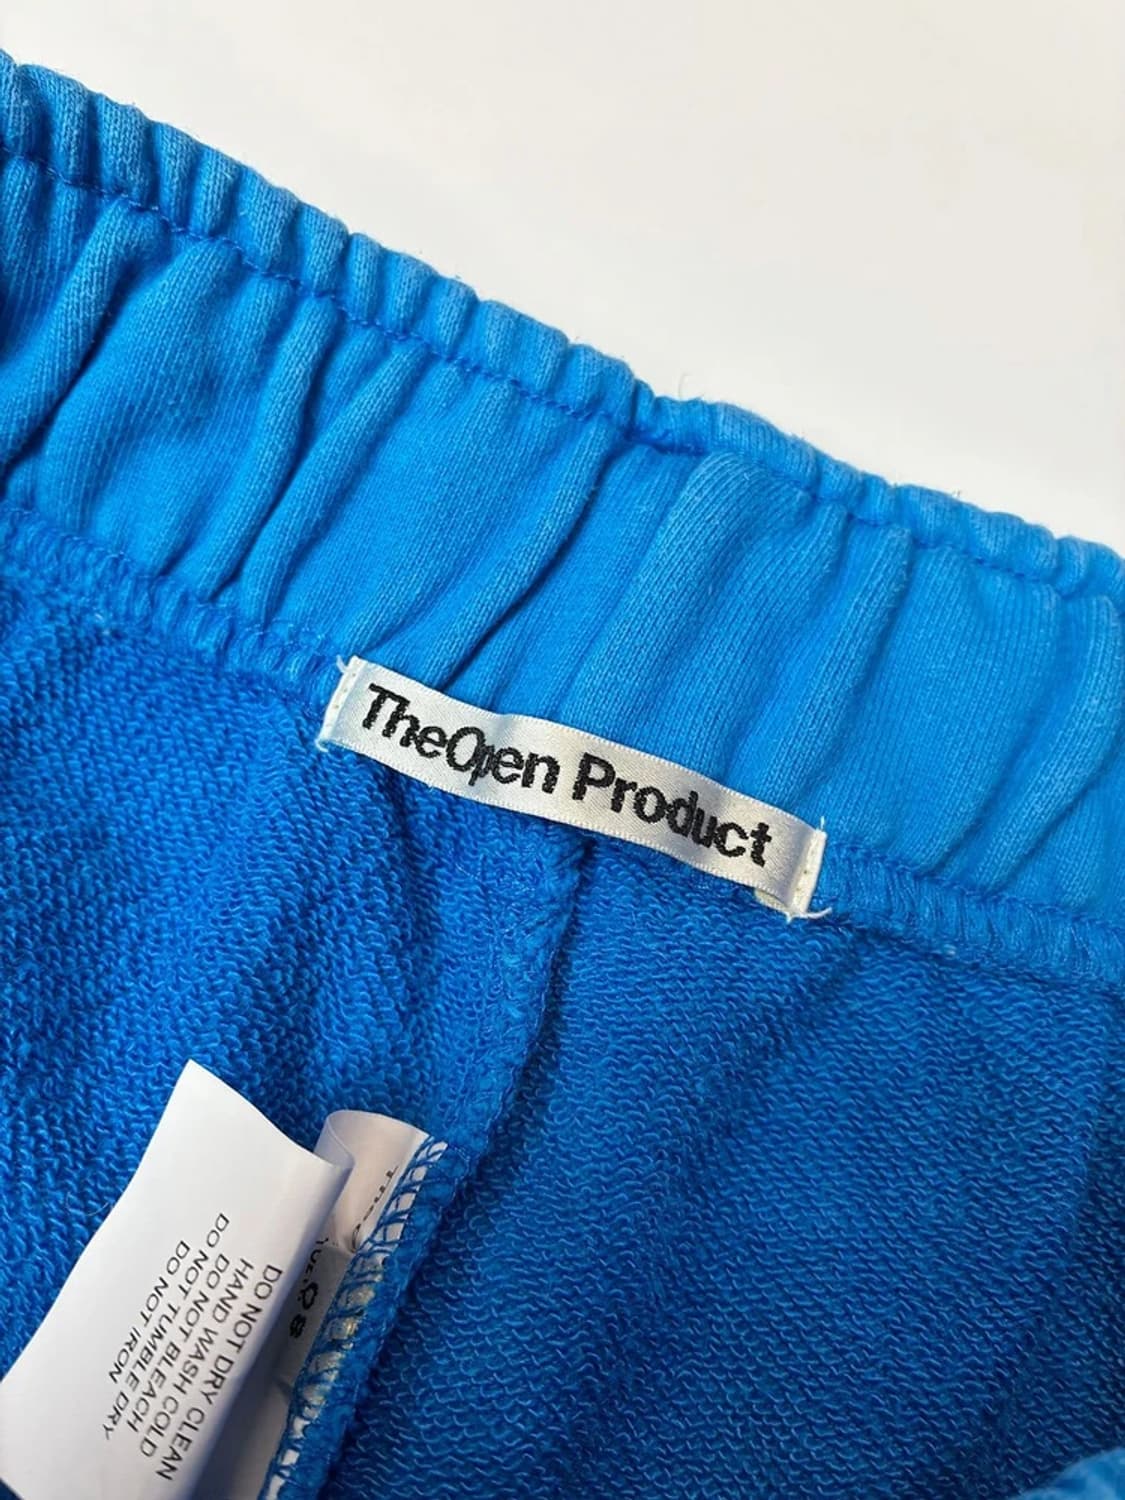 TheOpen Product
DO NOT DRY CLEAN
HAND WASH COLD
DO NOT BLEACH
DO NOT TUMBLE DRY
DO NOT IRON